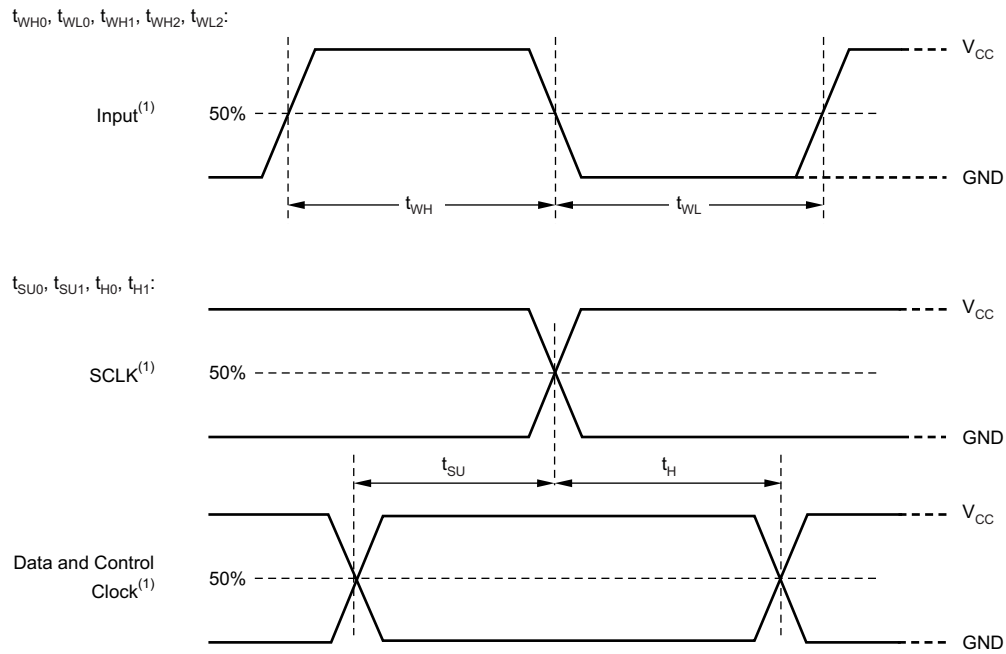 tWH0, tWL0, tWH1, tWH2, tWL2:
VCC
Input(1)
50%
GND
tWH
tWL
tSU0, tSU1, tH0, tH1:
VCC
SCLK(1)
50%
GND
tSU
tH
VCC
Data and Control
Clock(1)
50%
GND